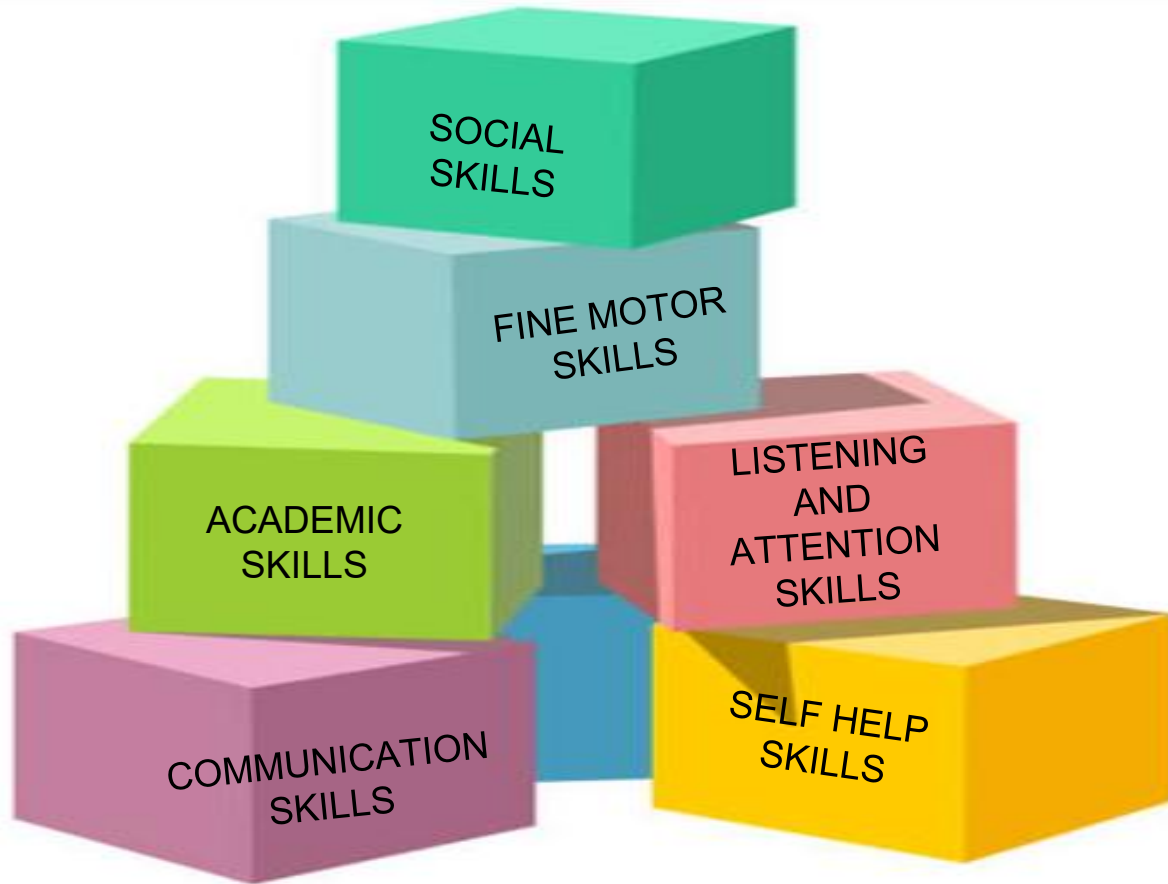 SOCIAL
SKILLS
FINE MOTOR
SKILLS
ACADEMIC
SKILLS
LISTENING
AND
ATTENTION
SKILLS
COMMUNICATION
SKILLS
SELF HELP
SKILLS